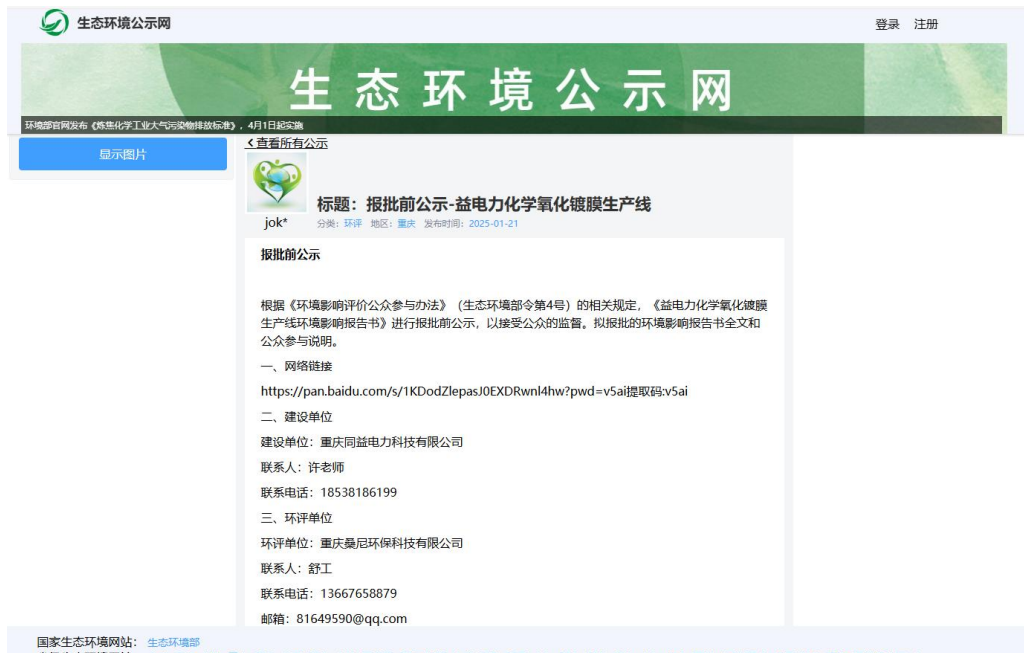 生态环境公示网
登录 注册
生态环境公示网
环境部官网发布《炼焦化学工业大气污染物排放标准》，4月1日起实施
显示图片
查看所有公示
标题：报批前公示-益电力化学氧化镀膜生产线
jok*
分类：环评 地区：重庆 发布时间：2025-01-21
报批前公示
根据《环境影响评价公众参与办法》（生态环境部令第4号）的相关规定，《益电力化学氧化镀膜
生产线环境影响报告书》进行报批前公示，以接受公众的监督。拟报批的环境影响报告书全文和
公众参与说明。
一、网络链接
https://pan.baidu.com/s/1KDodZlepasJ0EXDRwnl4hw?pwd=v5ai提取码:v5ai
二、建设单位
建设单位：重庆同益电力科技有限公司
联系人：许老师
联系电话：18538186199
三、环评单位
环评单位：重庆桑尼环保科技有限公司
联系人：舒工
联系电话：13667658879
邮箱：81649590@qq.com
国家生态环境网站： 生态环境部